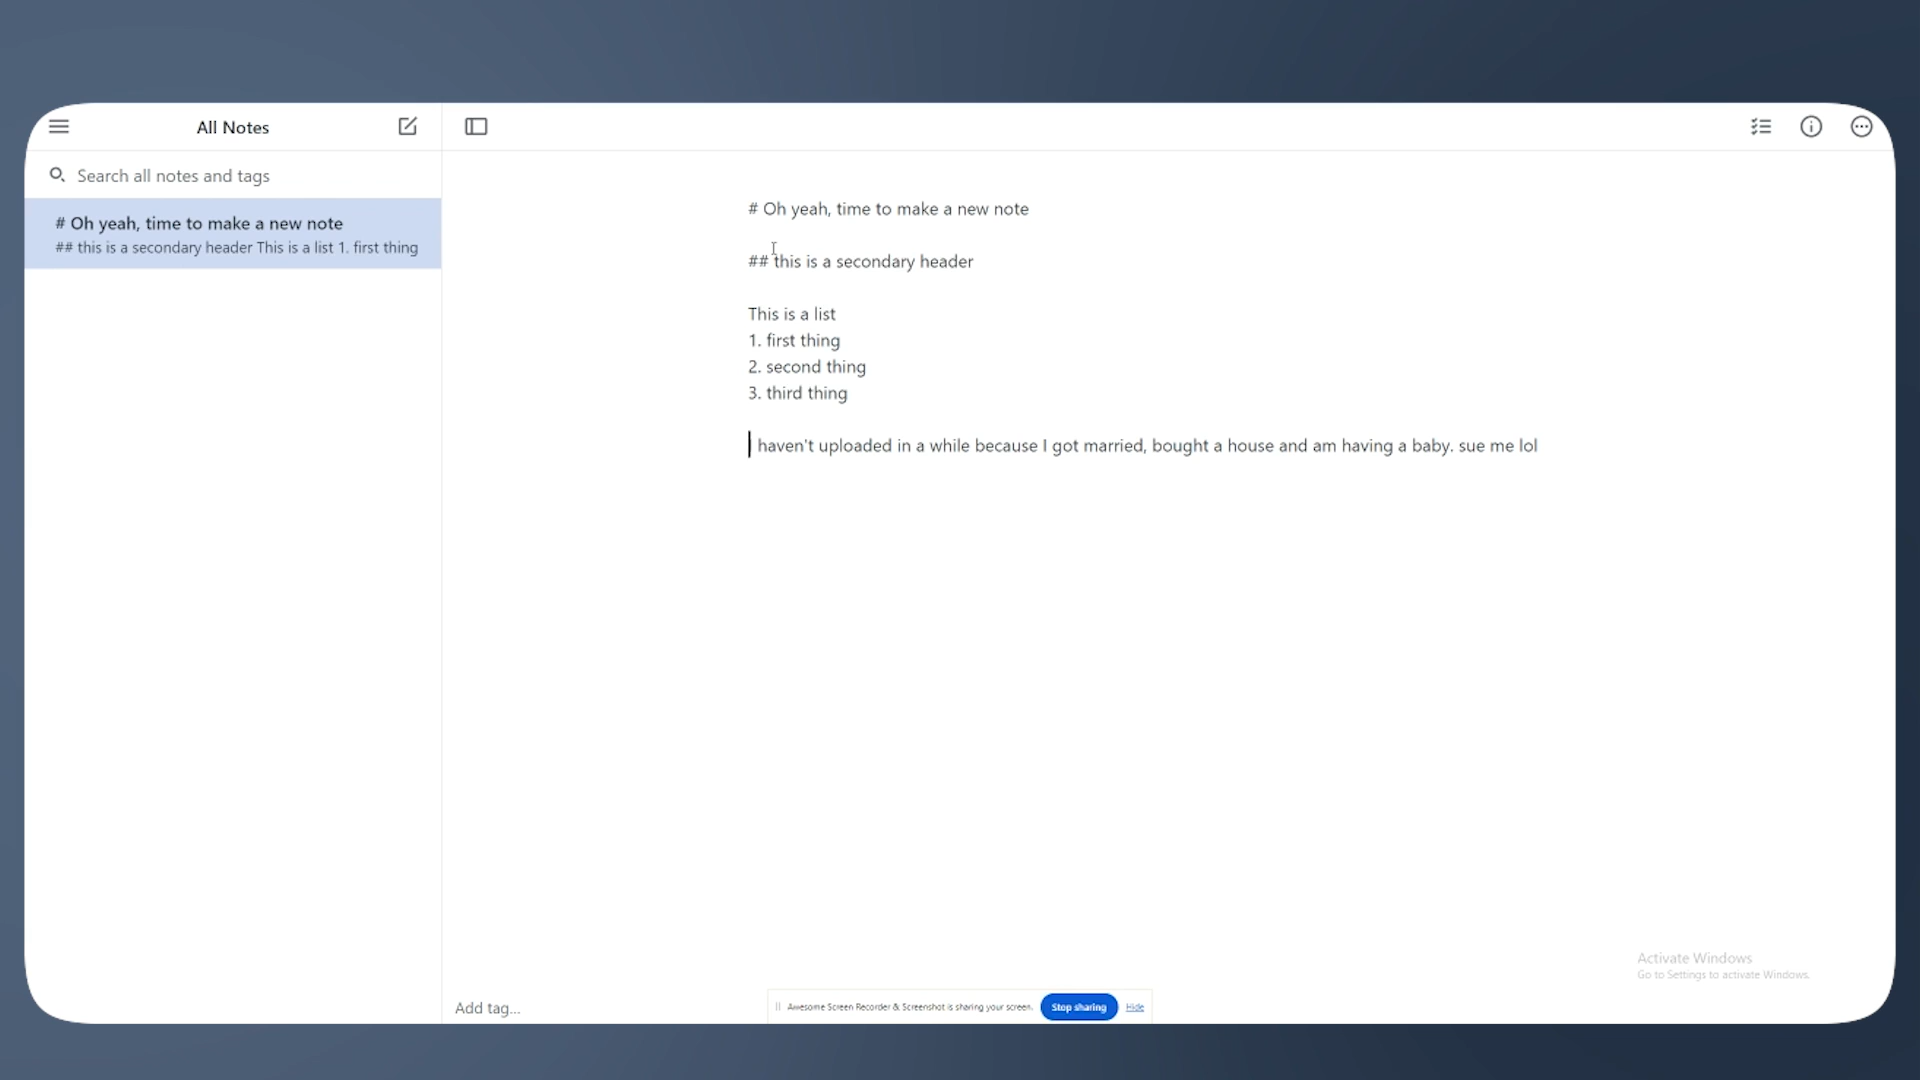 All Notes
Search all notes and tags
# Oh yeah, time to make a new note
## this is a secondary header This is a list 1. first thing
# Oh yeah, time to make a new note
## this is a secondary header
This is a list
1. first thing
2. second thing
3. third thing
haven't uploaded in a while because I got married, bought a house and am having a baby. sue me lol
Activate Windows
Go to Settings to activate Windows.
Add tag...
Awesome Screen Recorder & Screenshot is sharing your screen.
Stop sharing
Hide